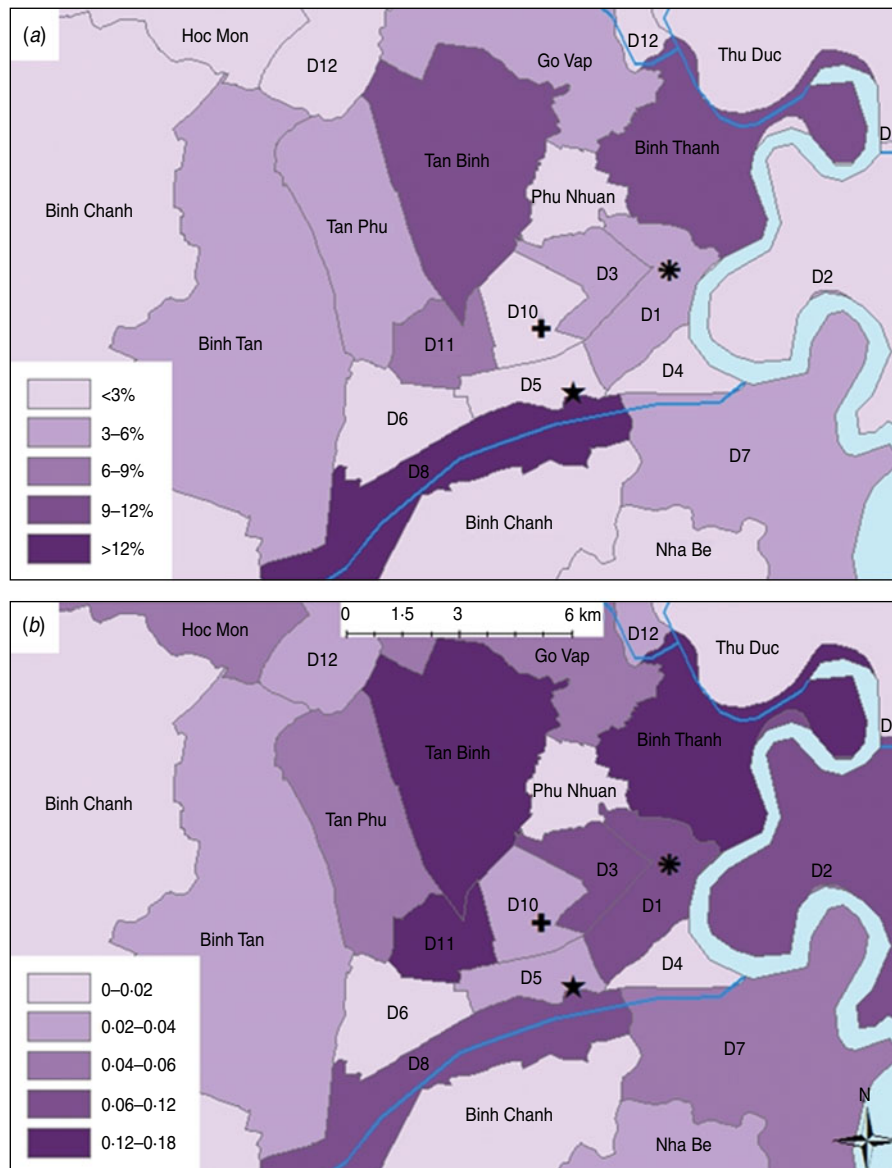 (a)
Hoc Mon
D12
Go Vap
D12
Thu Duc
D
Tan Binh
Binh Thanh
Binh Chanh
Phu Nhuan
Tan Phu
D3
D2
D10
D1
Binh Tan
D11
D4
D5
D6
D7
D8
Binh Chanh
Nha Be
<3%
3–6%
6–9%
9–12%
>12%
(b)
0 1·5 3 6 km
Hoc Mon
D12
Go Vap
D12
Thu Duc
D
Tan Binh
Binh Thanh
Binh Chanh
Phu Nhuan
Tan Phu
D3
D2
D10
D1
Binh Tan
D11
D4
D5
D6
D7
D8
Binh Chanh
Nha Be
N
0–0·02
0·02–0·04
0·04–0·06
0·06–0·12
0·12–0·18